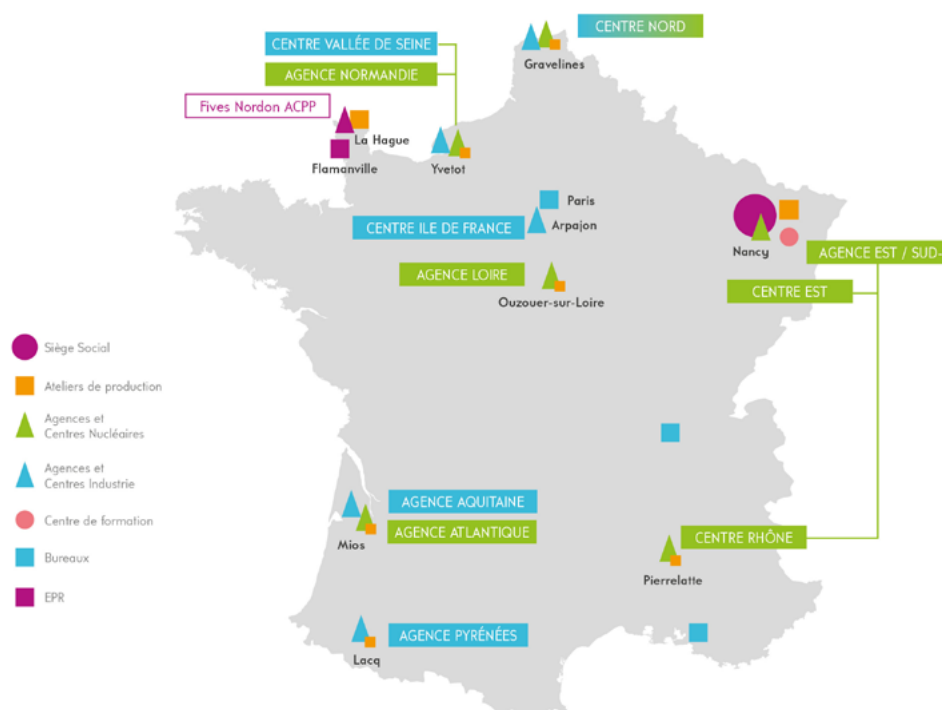 CENTRE NORD
CENTRE VALLÉE DE SEINE
AGENCE NORMANDIE
Gravelines
Fives Nordon ACPP
La Hague
Flamanville
Yvetot
Paris
CENTRE ILE DE FRANCE
Arpajon
Nancy
AGENCE EST / SUD-
AGENCE LOIRE
CENTRE EST
Ouzouer-sur-Loire
Siège Social
Ateliers de production
Agences et
Centres Nucléaires
Agences et
Centres Industrie
Centre de formation
Bureaux
EPR
AGENCE AQUITAINE
AGENCE ATLANTIQUE
Mios
CENTRE RHÔNE
Pierrelatte
AGENCE PYRÉNÉES
Lacq